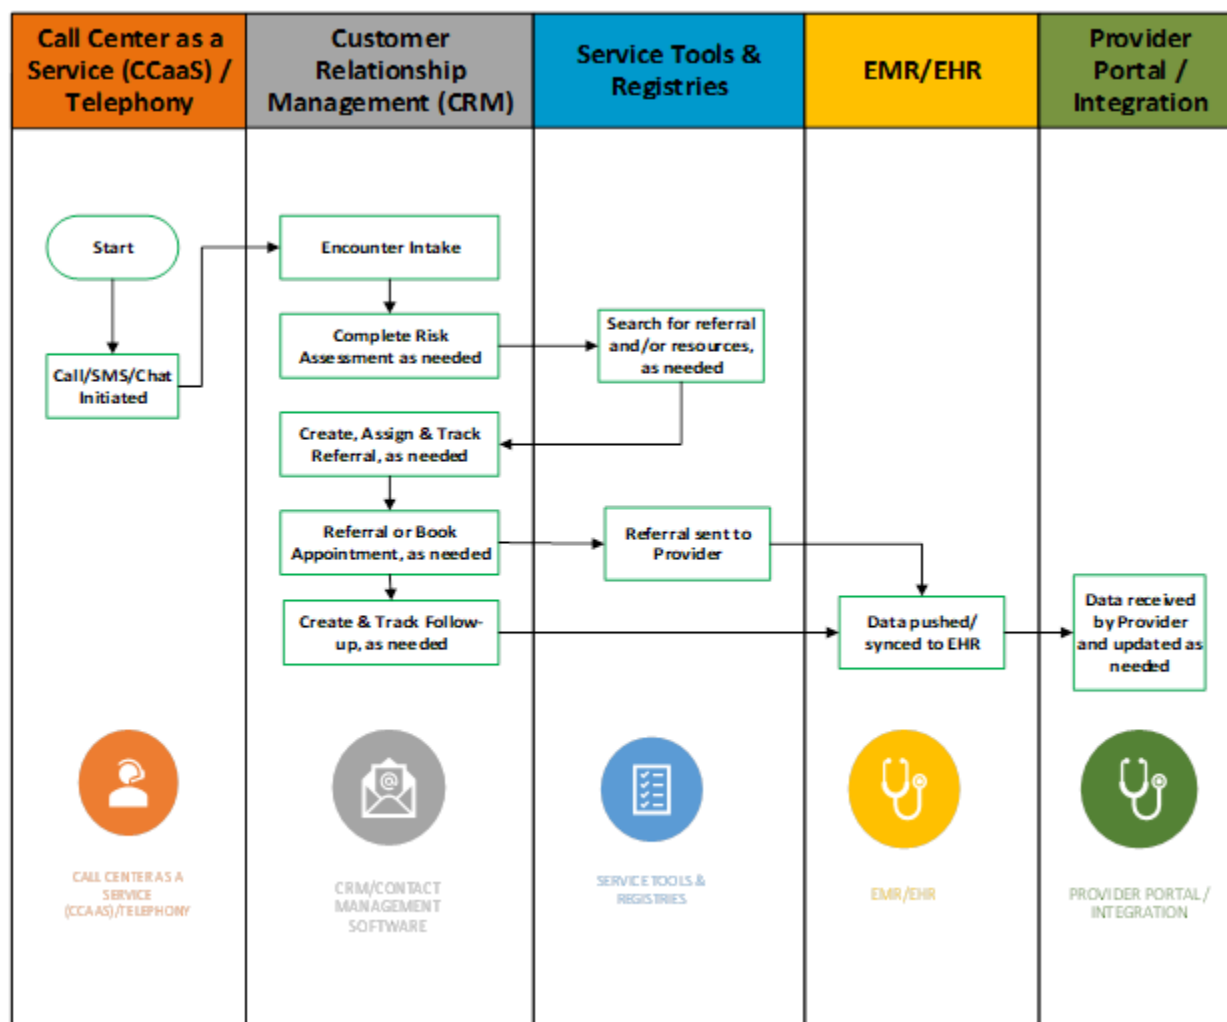 Call Center as a
Service (CCaaS) /
Telephony
Customer
Relationship
Management (CRM)
Service Tools &
Registries
EMR/EHR
Provider
Portal /
Integration
Start
Encounter Intake
Call/SMS/Chat
Initiated
Complete Risk
Assessment as needed
Search for referral
and/or resources,
as needed
Create, Assign & Track
Referral, as needed
Referral or Book
Appointment, as needed
Referral sent to
Provider
Create & Track Follow-
up, as needed
Data pushed/
synced to EHR
Data received
by Provider
and updated as
needed
@
CALL CENTER AS A
SERVICE
(CCAAS)/TELEPHONY
CRM/CONTACT
MANAGEMENT
SOFTWARE
SERVICE TOOLS &
REGISTRIES
EMR/EHR
PROVIDER PORTAL /
INTEGRATION